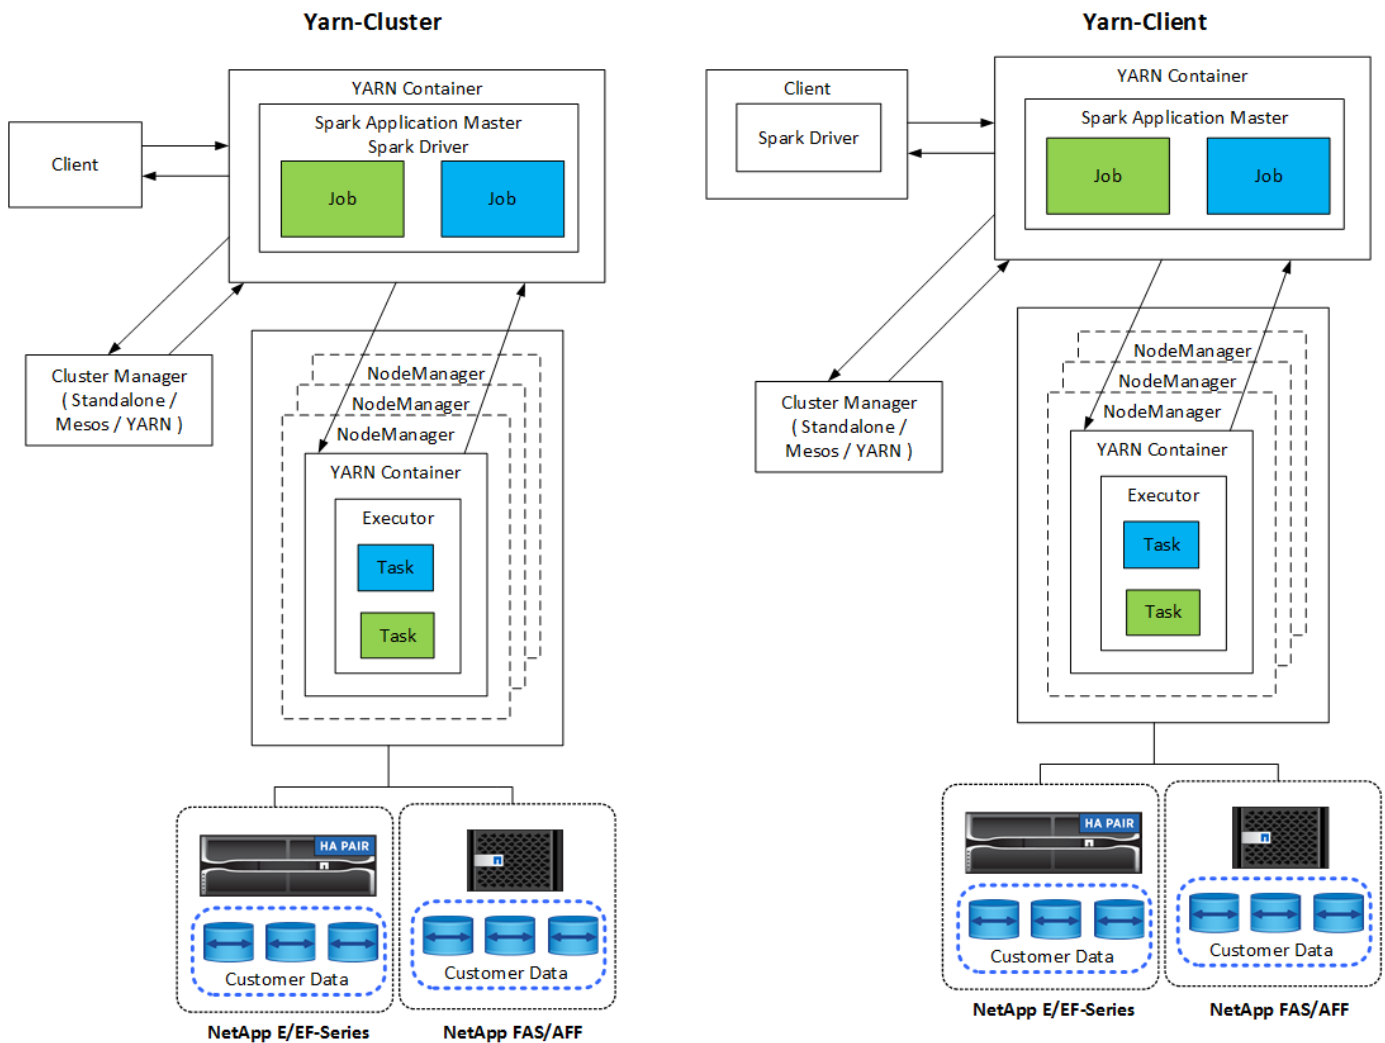 Yarn-Cluster
YARN Container
Spark Application Master
Spark Driver
Job
Job
Client
Cluster Manager
( Standalone /
Mesos / YARN )
NodeManager
NodeManager
NodeManager
YARN Container
Executor
Task
Task
HA PAIR
Customer Data
Customer Data
NetApp E/EF-Series
NetApp FAS/AFF
Yarn-Client
Client
Spark Driver
YARN Container
Spark Application Master
Job
Job
Cluster Manager
( Standalone /
Mesos / YARN )
NodeManager
NodeManager
NodeManager
YARN Container
Executor
Task
Task
HA PAIR
Customer Data
Customer Data
NetApp E/EF-Series
NetApp FAS/AFF